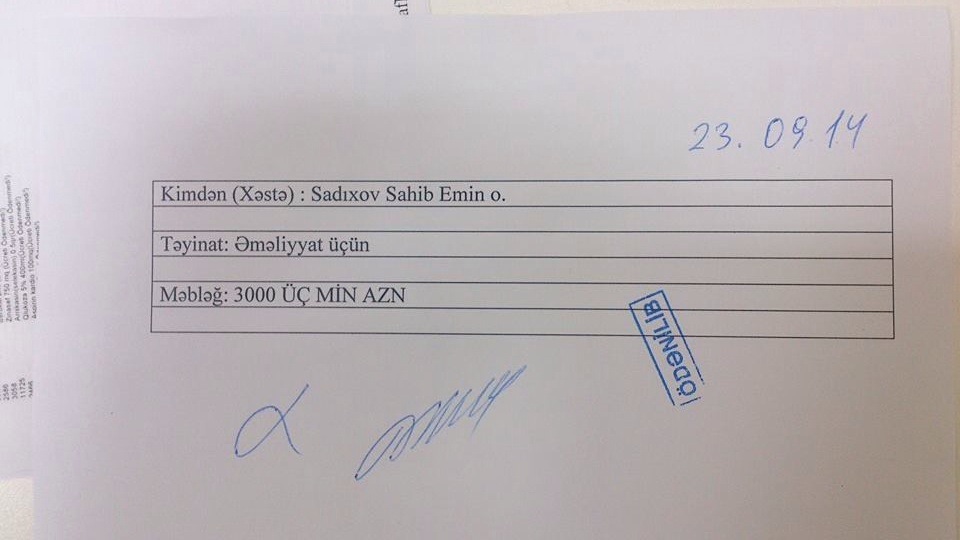 23.09.14
Kimdən (Xəstə) : Sadıxov Sahib Emin o.
Təyinat: Əməliyyat üçün
Məbləğ: 3000 ÜÇ MİN AZN
ÖDƏNİLİB